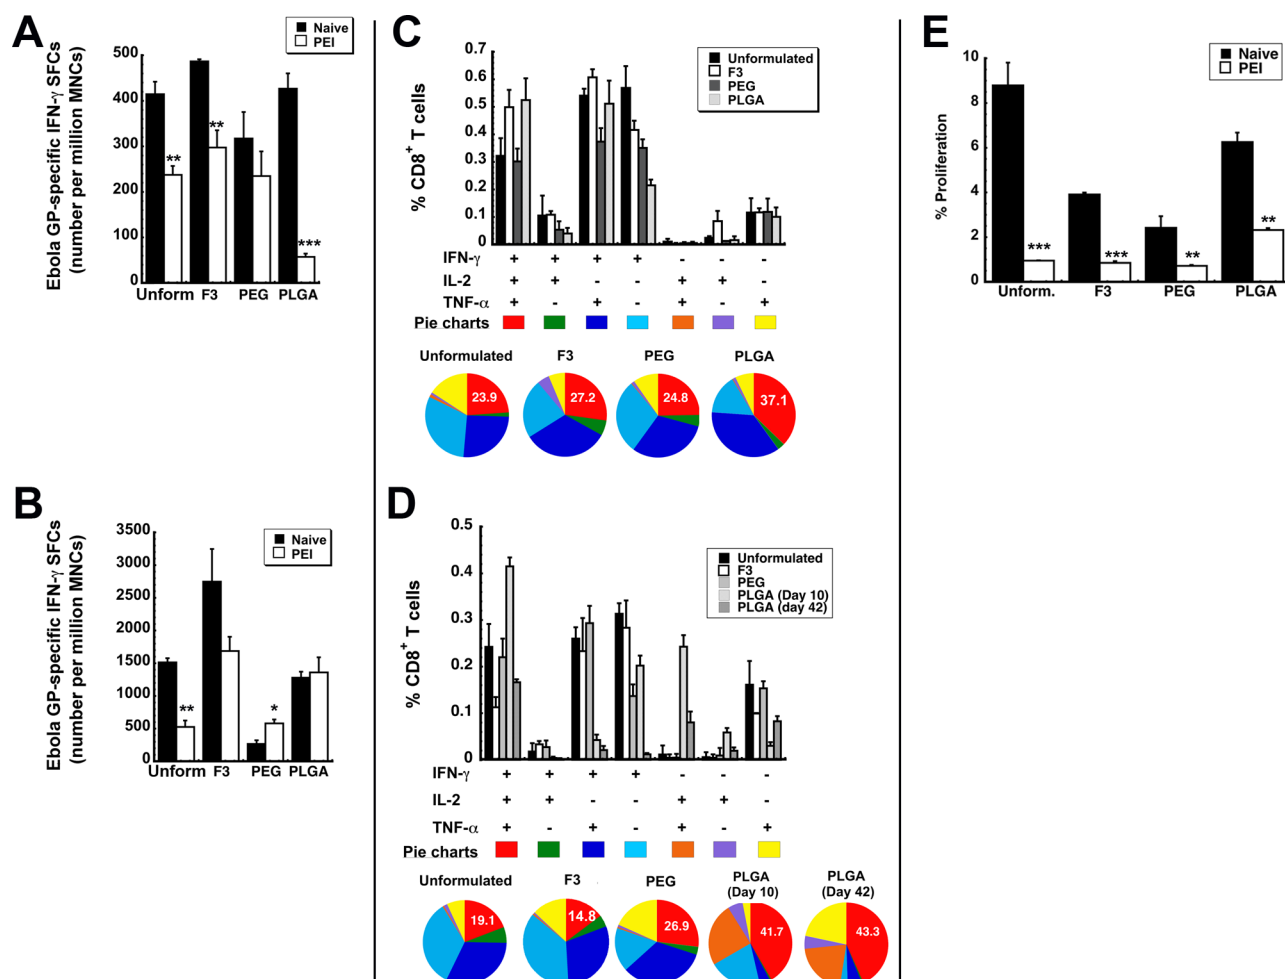 A
Naive
PEI
Ebola GP-specific IFN-γ SFCs
(number per million MNCs)
500
400
300
200
100
0
**
**
***
Unform F3 PEG PLGA
B
Naive
PEI
Ebola GP-specific IFN-γ SFCs
(number per million MNCs)
3500
3000
2500
2000
1500
1000
500
0
**
*
Unform F3 PEG PLGA
C
Unformulated
F3
PEG
PLGA
% CD8+ T cells
0.7
0.6
0.5
0.4
0.3
0.2
0.1
0
IFN-γ + + + + - - -
IL-2 + + - - + + -
TNF-α + - + - + - +
Pie charts
Unformulated F3 PEG PLGA
23.9 27.2 24.8 37.1
D
Unformulated
F3
PEG
PLGA (Day 10)
PLGA (day 42)
% CD8+ T cells
0.5
0.4
0.3
0.2
0.1
0
IFN-γ + + + + - - -
IL-2 + + - - + + -
TNF-α + - + - + - +
Pie charts
Unformulated F3 PEG PLGA (Day 10) PLGA (Day 42)
19.1 14.8 26.9 41.7 43.3
E
Naive
PEI
% Proliferation
10
8
6
4
2
0
***
***
**
**
Unform. F3 PEG PLGA